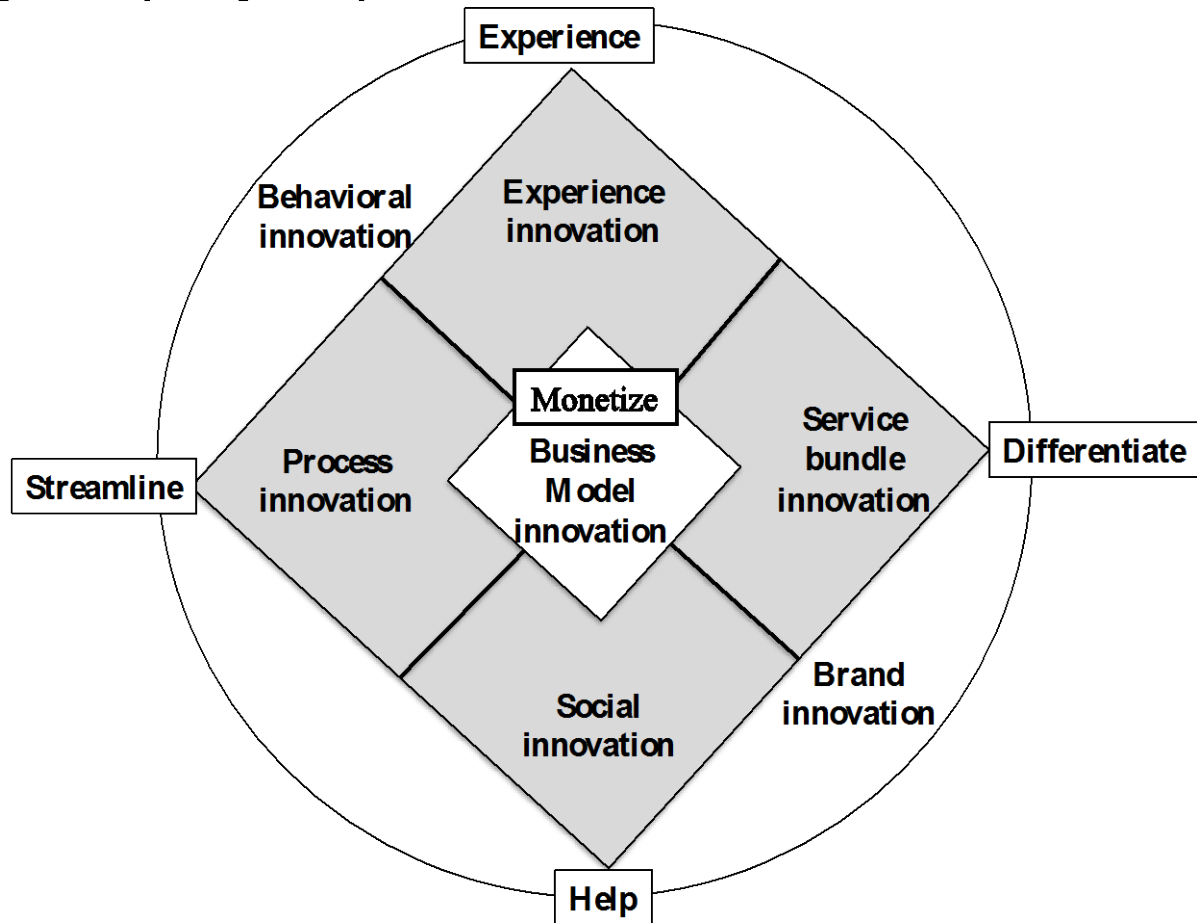 Experience
Behavioral
innovation
Experience
innovation
Monetize
Business
Model
innovation
Process
innovation
Service
bundle
innovation
Streamline
Differentiate
Social
innovation
Brand
innovation
Help